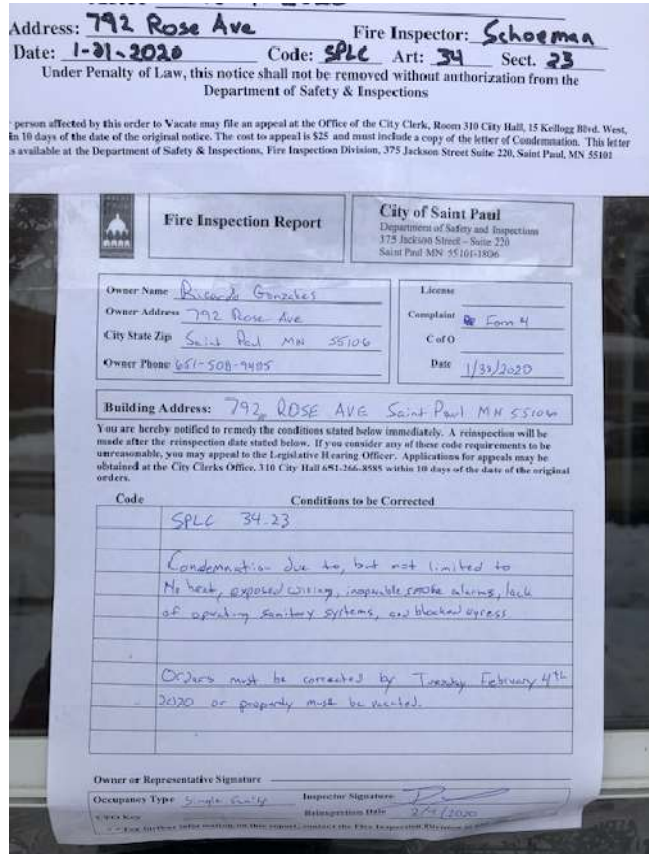 Address: 792 Rose Ave Fire Inspector: Schoeman
Date: 1-31-2020 Code: SPLC Art: 34 Sect. 23
Under Penalty of Law, this notice shall not be removed without authorization from the
Department of Safety & Inspections
person affected by this order to Vacate may file an appeal at the Office of the City Clerk, Room 310 City Hall, 15 Kellogg Blvd. West,
in 10 days of the date of the original notice. The cost to appeal is $25 and must include a copy of the letter of Condemnation. This letter
s available at the Department of Safety & Inspections, Fire Inspection Division, 375 Jackson Street Suite 220, Saint Paul, MN 55101
Fire Inspection Report
City of Saint Paul
Department of Safety and Inspections
375 Jackson Street - Suite 220
Saint Paul MN 55101-1806
Owner Name Ricardo Gonzales
Owner Address 792 Rose Ave
City State Zip Saint Paul MN 55106
Owner Phone 651-508-9405
License
Complaint Form 4
C of O
Date 1/30/2020
Building Address: 792 ROSE AVE Saint Paul MN 55106
You are hereby notified to remedy the conditions stated below immediately. A reinspection will be
made after the reinspection date stated below. If you consider any of these code requirements to be
unreasonable, you may appeal to the Legislative Hearing Officer. Applications for appeals may be
obtained at the City Clerks Office, 310 City Hall 651-266-8585 within 10 days of the date of the original
orders.
Code Conditions to be Corrected
SPLC 34.23
Condemnation due to, but not limited to
No heat, exposed wiring, inoperable smoke alarms, lack
of operating sanitary systems, and blocked egress.
Orders must be corrected by Tuesday February 4th
2020 or property must be vacated.
Owner or Representative Signature
Occupancy Type Single Family Inspector Signature
Reinspection Date 2/4/2020
For further information on this report, contact the Fire Inspection Division at